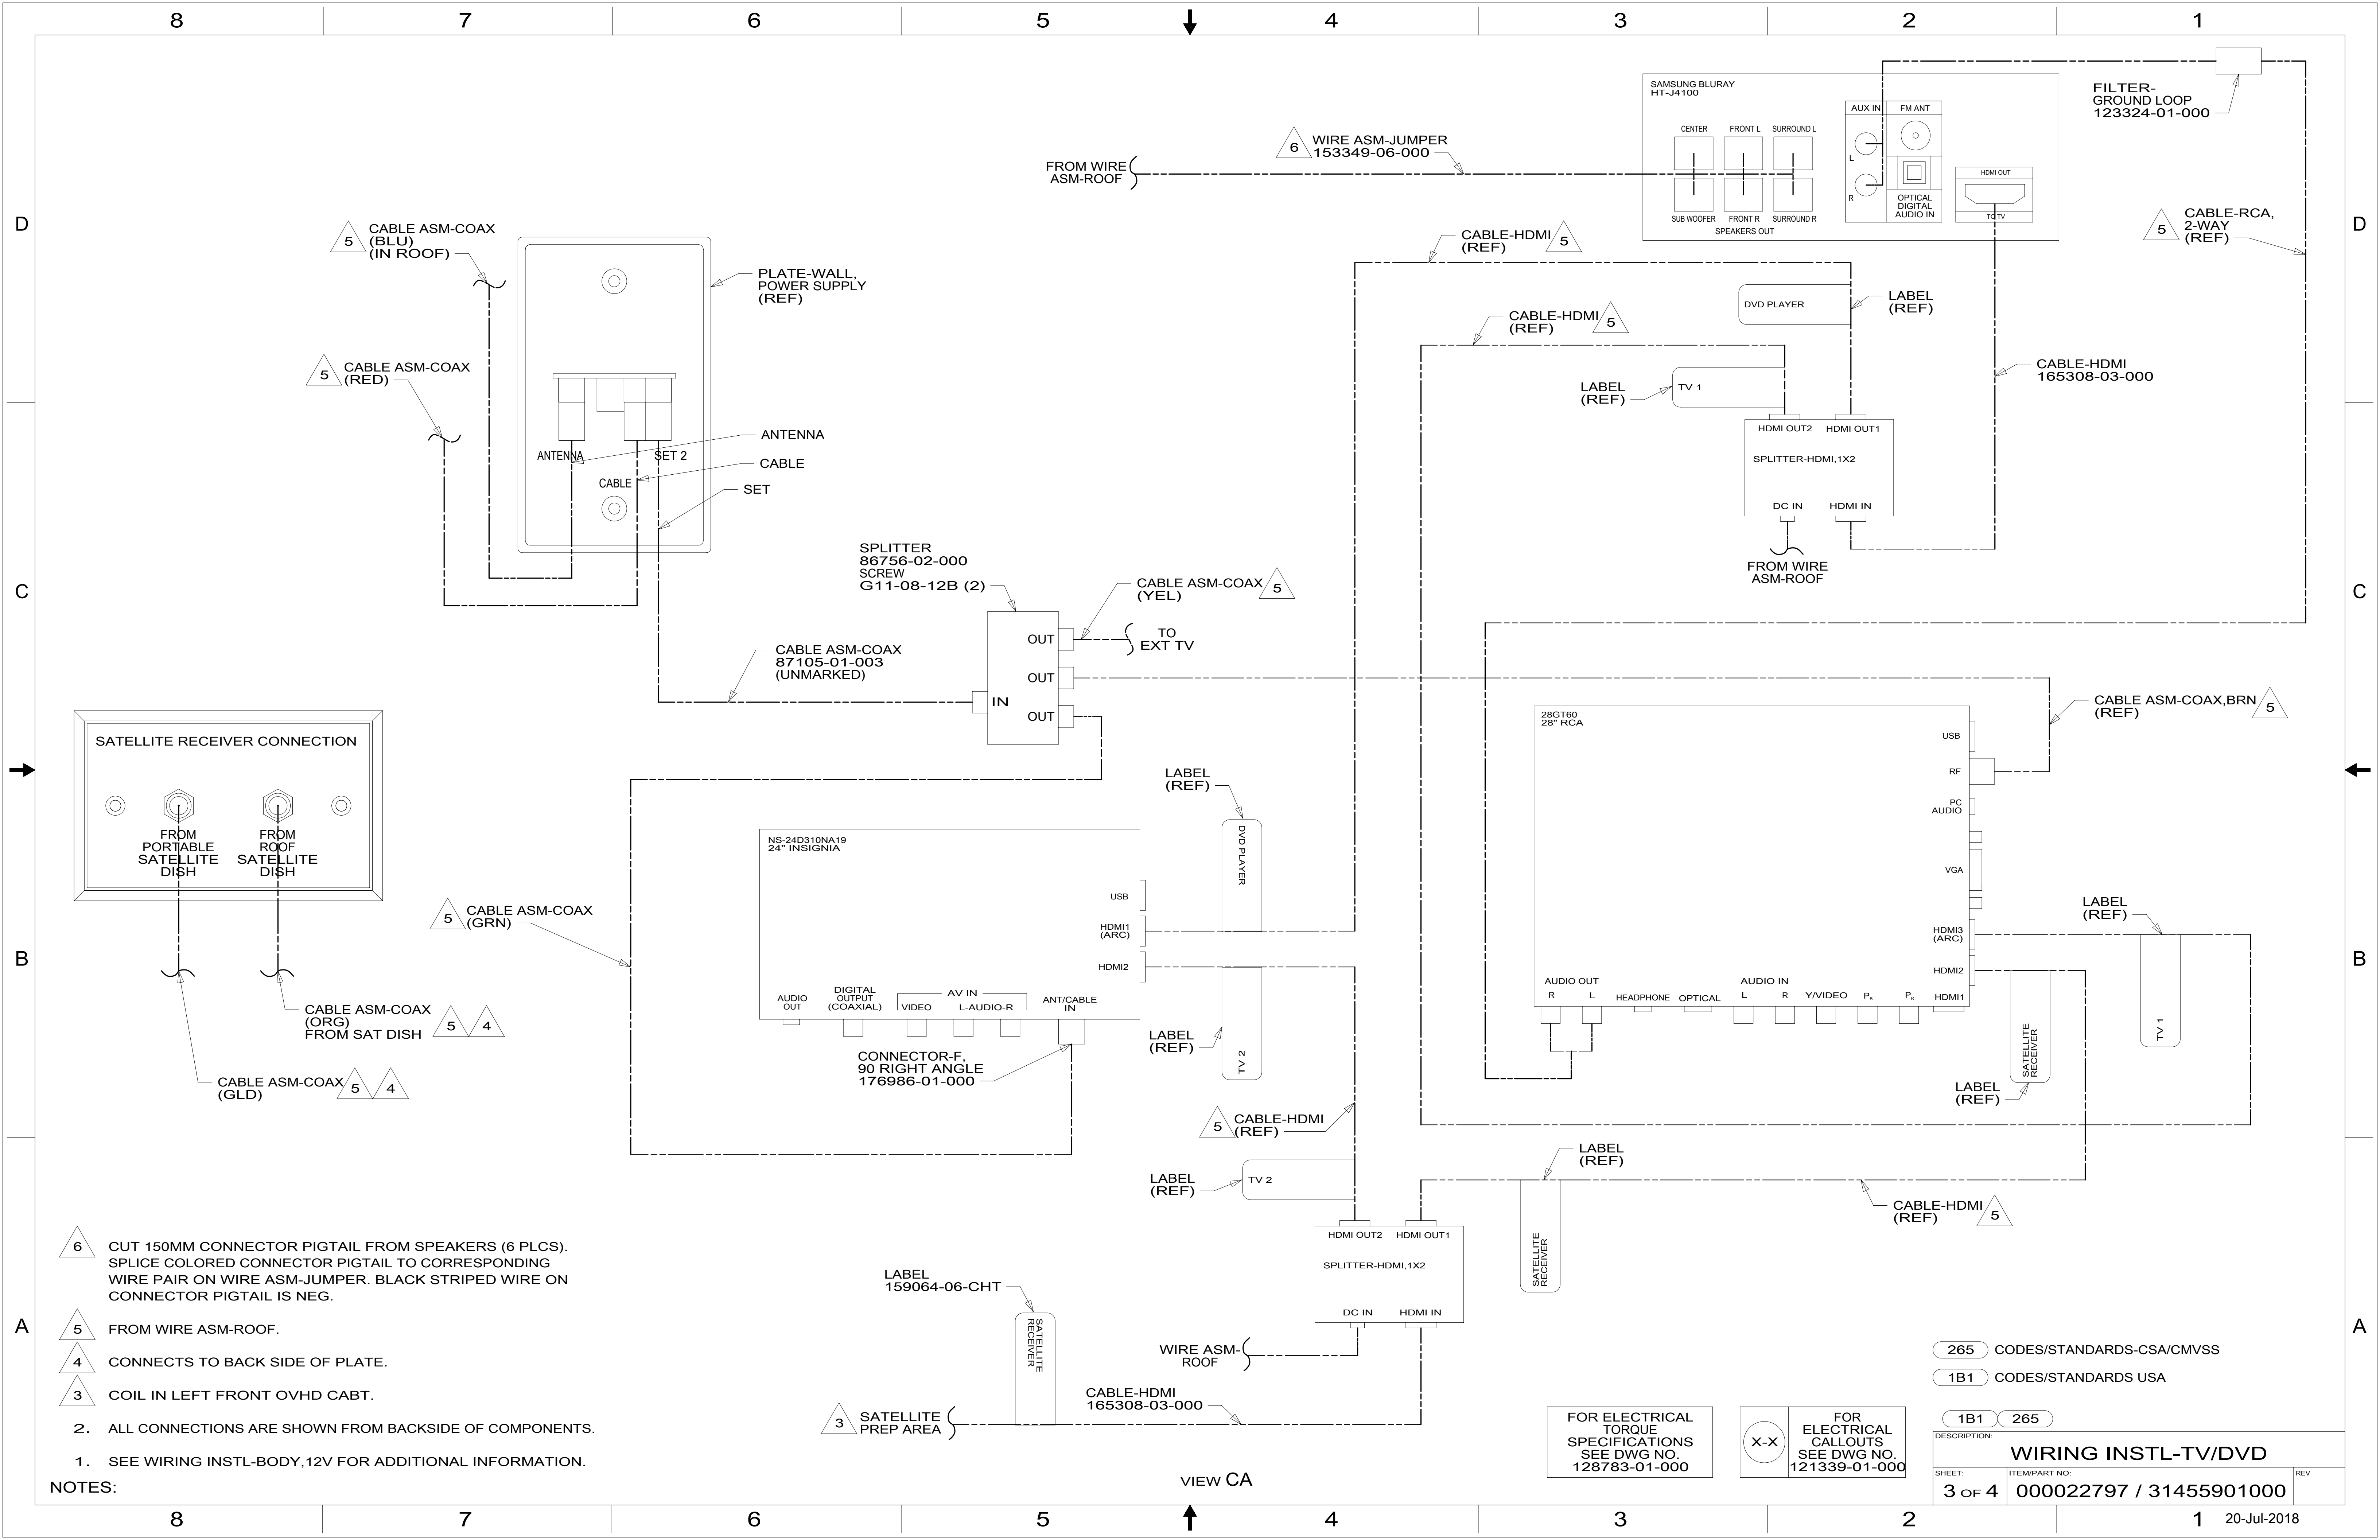 8
7
6
5
4
3
2
1
D
C
B
A
D
C
B
A
SAMSUNG BLURAY
HT-J4100
CENTER
FRONT L
SURROUND L
SUB WOOFER
FRONT R
SURROUND R
SPEAKERS OUT
AUX IN
FM ANT
L
R
OPTICAL
DIGITAL
AUDIO IN
HDMI OUT
TO TV
FILTER-
GROUND LOOP
123324-01-000
6
WIRE ASM-JUMPER
153349-06-000
FROM WIRE
ASM-ROOF
5
CABLE-RCA,
2-WAY
(REF)
5
CABLE ASM-COAX
(BLU)
(IN ROOF)
PLATE-WALL,
POWER SUPPLY
(REF)
5
CABLE ASM-COAX
(RED)
ANTENNA
SET 2
CABLE
ANTENNA
CABLE
SET
CABLE-HDMI
(REF)
5
DVD PLAYER
LABEL
(REF)
CABLE-HDMI
(REF)
5
LABEL
(REF)
TV 1
CABLE-HDMI
165308-03-000
HDMI OUT2
HDMI OUT1
SPLITTER-HDMI,1X2
DC IN
HDMI IN
FROM WIRE
ASM-ROOF
SPLITTER
86756-02-000
SCREW
G11-08-12B (2)
CABLE ASM-COAX
(YEL)
5
OUT
TO
EXT TV
OUT
IN
OUT
CABLE ASM-COAX
87105-01-003
(UNMARKED)
CABLE ASM-COAX,BRN
(REF)
5
SATELLITE RECEIVER CONNECTION
FROM
PORTABLE
SATELLITE
DISH
FROM
ROOF
SATELLITE
DISH
CABLE ASM-COAX
(ORG)
FROM SAT DISH
5
4
CABLE ASM-COAX
(GLD)
5
4
5
CABLE ASM-COAX
(GRN)
NS-24D310NA19
24" INSIGNIA
USB
HDMI1
(ARC)
HDMI2
AUDIO
OUT
DIGITAL
OUTPUT
(COAXIAL)
AV IN
VIDEO
L-AUDIO-R
ANT/CABLE
IN
CONNECTOR-F,
90 RIGHT ANGLE
176986-01-000
LABEL
(REF)
DVD PLAYER
LABEL
(REF)
TV 2
28GT60
28" RCA
USB
RF
PC
AUDIO
VGA
HDMI3
(ARC)
HDMI2
HDMI1
AUDIO OUT
R
L
HEADPHONE
OPTICAL
AUDIO IN
L
R
Y/VIDEO
PB
PR
LABEL
(REF)
TV 1
SATELLITE
RECEIVER
LABEL
(REF)
5
CABLE-HDMI
(REF)
LABEL
(REF)
TV 2
LABEL
(REF)
SATELLITE
RECEIVER
CABLE-HDMI
(REF)
5
HDMI OUT2
HDMI OUT1
SPLITTER-HDMI,1X2
DC IN
HDMI IN
WIRE ASM-
ROOF
LABEL
159064-06-CHT
SATELLITE
RECEIVER
CABLE-HDMI
165308-03-000
3
SATELLITE
PREP AREA
6 CUT 150MM CONNECTOR PIGTAIL FROM SPEAKERS (6 PLCS).
SPLICE COLORED CONNECTOR PIGTAIL TO CORRESPONDING
WIRE PAIR ON WIRE ASM-JUMPER. BLACK STRIPED WIRE ON
CONNECTOR PIGTAIL IS NEG.
5 FROM WIRE ASM-ROOF.
4 CONNECTS TO BACK SIDE OF PLATE.
3 COIL IN LEFT FRONT OVHD CABT.
2. ALL CONNECTIONS ARE SHOWN FROM BACKSIDE OF COMPONENTS.
1. SEE WIRING INSTL-BODY,12V FOR ADDITIONAL INFORMATION.
NOTES:
VIEW CA
FOR ELECTRICAL
TORQUE
SPECIFICATIONS
SEE DWG NO.
128783-01-000
X-X
FOR
ELECTRICAL
CALLOUTS
SEE DWG NO.
121339-01-000
265 CODES/STANDARDS-CSA/CMVSS
1B1 CODES/STANDARDS USA
1B1 265
DESCRIPTION:
WIRING INSTL-TV/DVD
SHEET:
3 OF 4
ITEM/PART NO:
000022797 / 31455901000
REV
8
7
6
5
4
3
2
1
20-Jul-2018